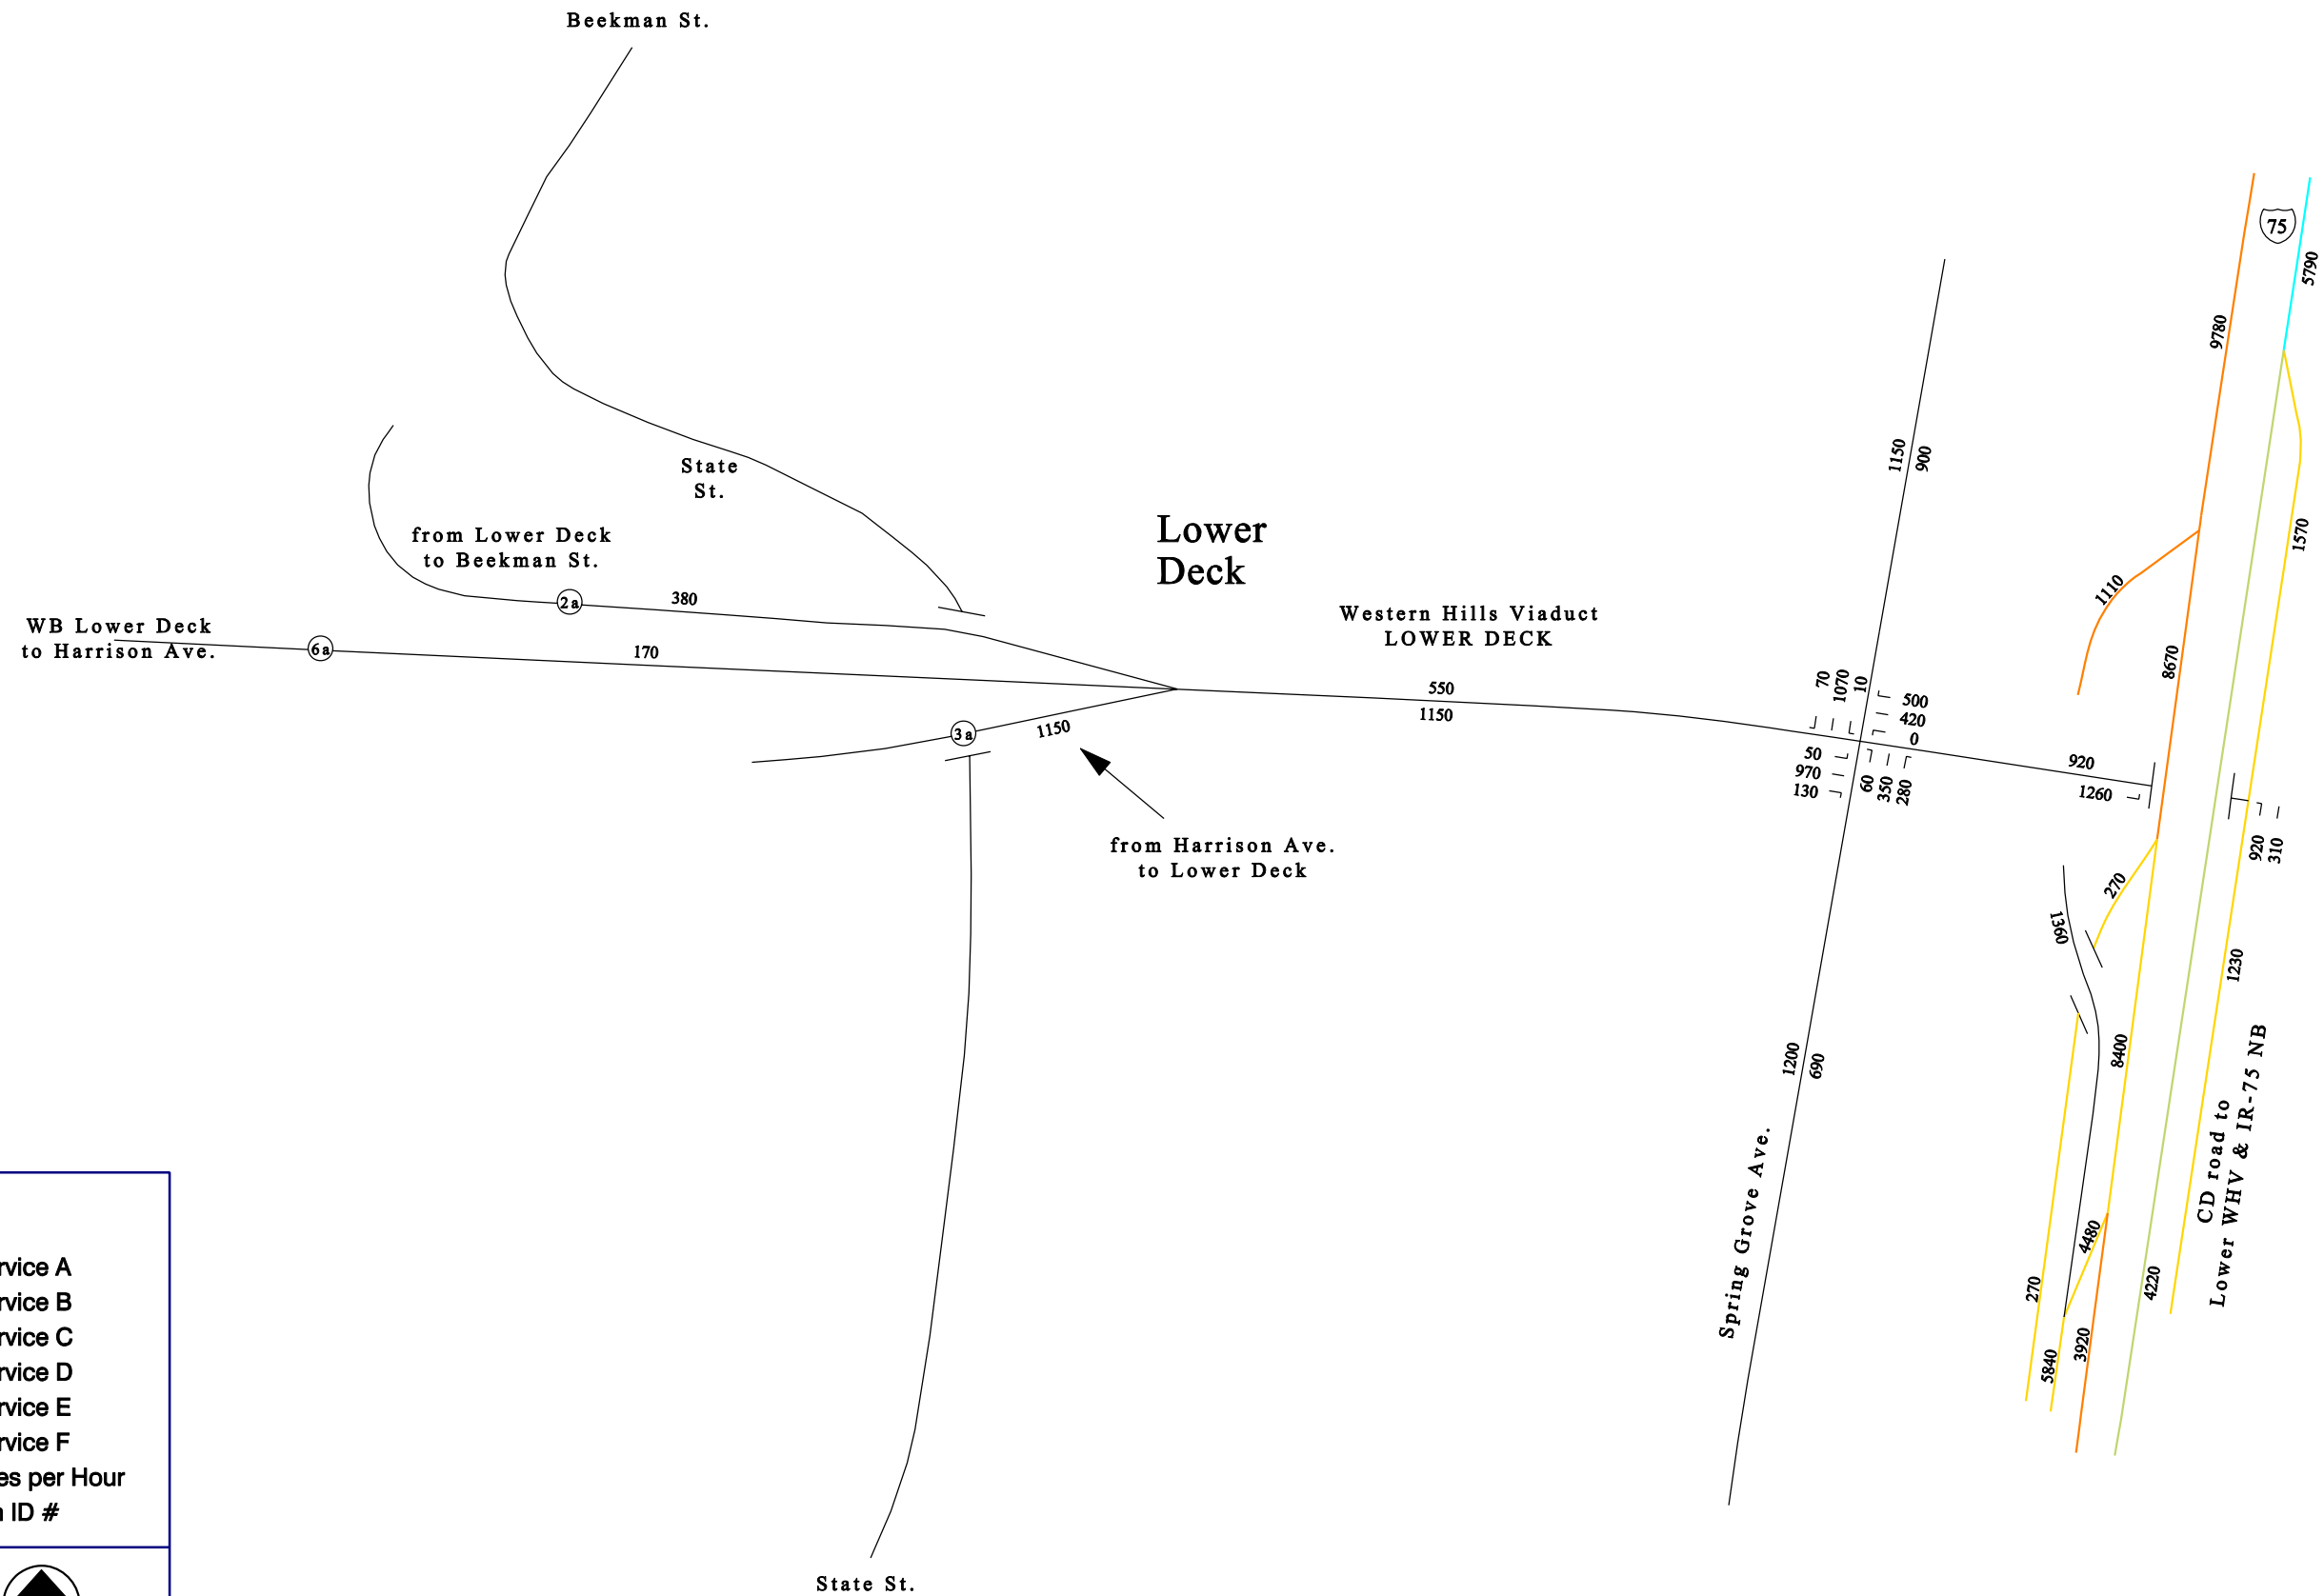 Beekman St.
75
5790
9780
1150
900
State
St.
Lower
Deck
from Lower Deck
to Beekman St.
1570
1110
2a
380
Western Hills Viaduct
LOWER DECK
WB Lower Deck
to Harrison Ave.
6a
170
8670
550
1150
70
1070
10
500
420
0
3a
1150
50
970
130
60
350
280
920
1260
920
310
from Harrison Ave.
to Lower Deck
270
1360
1230
8400
1200
690
CD road to
Lower WHV & IR-75 NB
Spring Grove Ave.
4480
4220
270
3920
5840
rvice A
rvice B
rvice C
rvice D
rvice E
rvice F
es per Hour
ID #
State St.